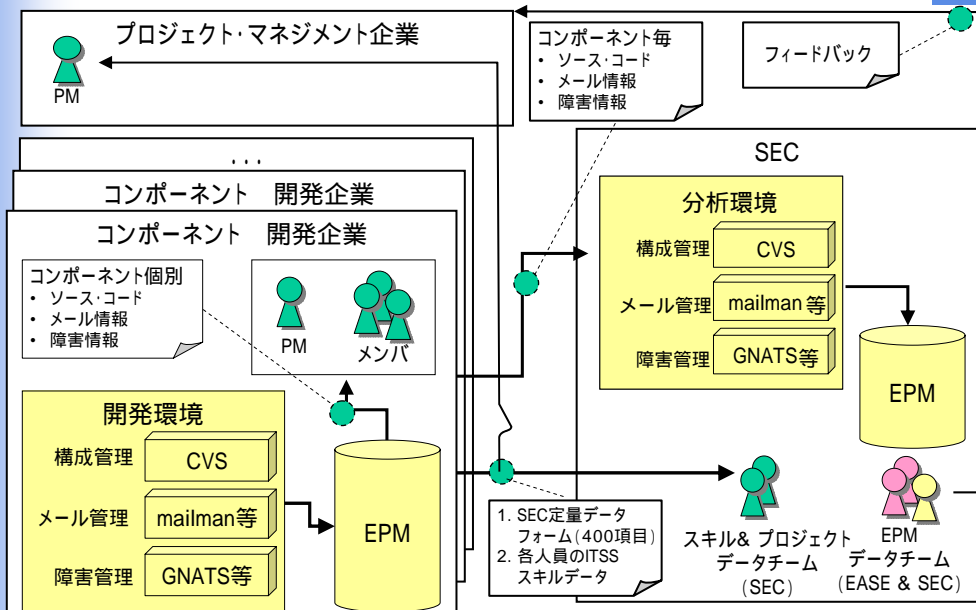 プロジェクト・マネジメント企業
PM
コンポーネント毎
• ソース・コード
• メール情報
• 障害情報
フィードバック
. . .
コンポーネント 開発企業
コンポーネント 開発企業
コンポーネント個別
• ソース・コード
• メール情報
• 障害情報
PM
メンバ
開発環境
構成管理 CVS
メール管理 mailman等
障害管理 GNATS等
EPM
1. SEC定量データ
フォーム(400項目)
2. 各人員のITSS
スキルデータ
SEC
分析環境
構成管理 CVS
メール管理 mailman 等
障害管理 GNATS等
EPM
スキル& プロジェクト
データチーム
(SEC)
EPM
データチーム
(EASE & SEC)